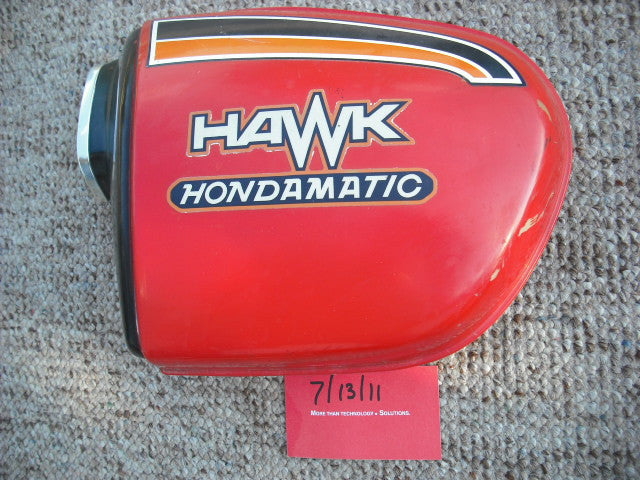 HAWK
HONDAMATIC
7/13/11
MORE THAN TECHNOLOGY • SOLUTIONS.